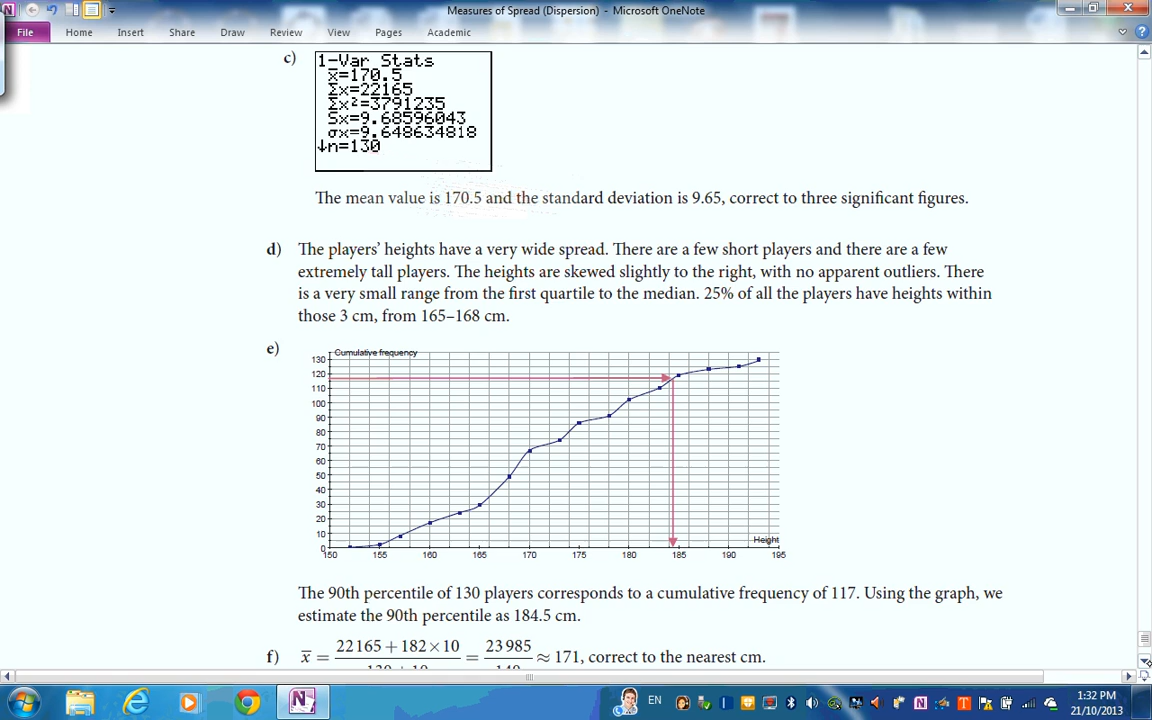 Measures of Spread (Dispersion) - Microsoft OneNote
File Home Insert Share Draw Review View Pages Academic
c)
1-Var Stats
x̄=170.5
Σx=22165
Σx²=3791235
Sx=9.68596043
σx=9.648634818
↓n=130
The mean value is 170.5 and the standard deviation is 9.65, correct to three significant figures.
d) The players' heights have a very wide spread. There are a few short players and there are a few
extremely tall players. The heights are skewed slightly to the right, with no apparent outliers. There
is a very small range from the first quartile to the median. 25% of all the players have heights within
those 3 cm, from 165–168 cm.
e)
Cumulative frequency
130
120
110
100
90
80
70
60
50
40
30
20
10
0
Height
150 155 160 165 170 175 180 185 190 195
The 90th percentile of 130 players corresponds to a cumulative frequency of 117. Using the graph, we
estimate the 90th percentile as 184.5 cm.
f) x̄ = 22 165 + 182 × 10 / = 23 985 / ≈ 171, correct to the nearest cm.
EN
1:32 PM
21/10/2013